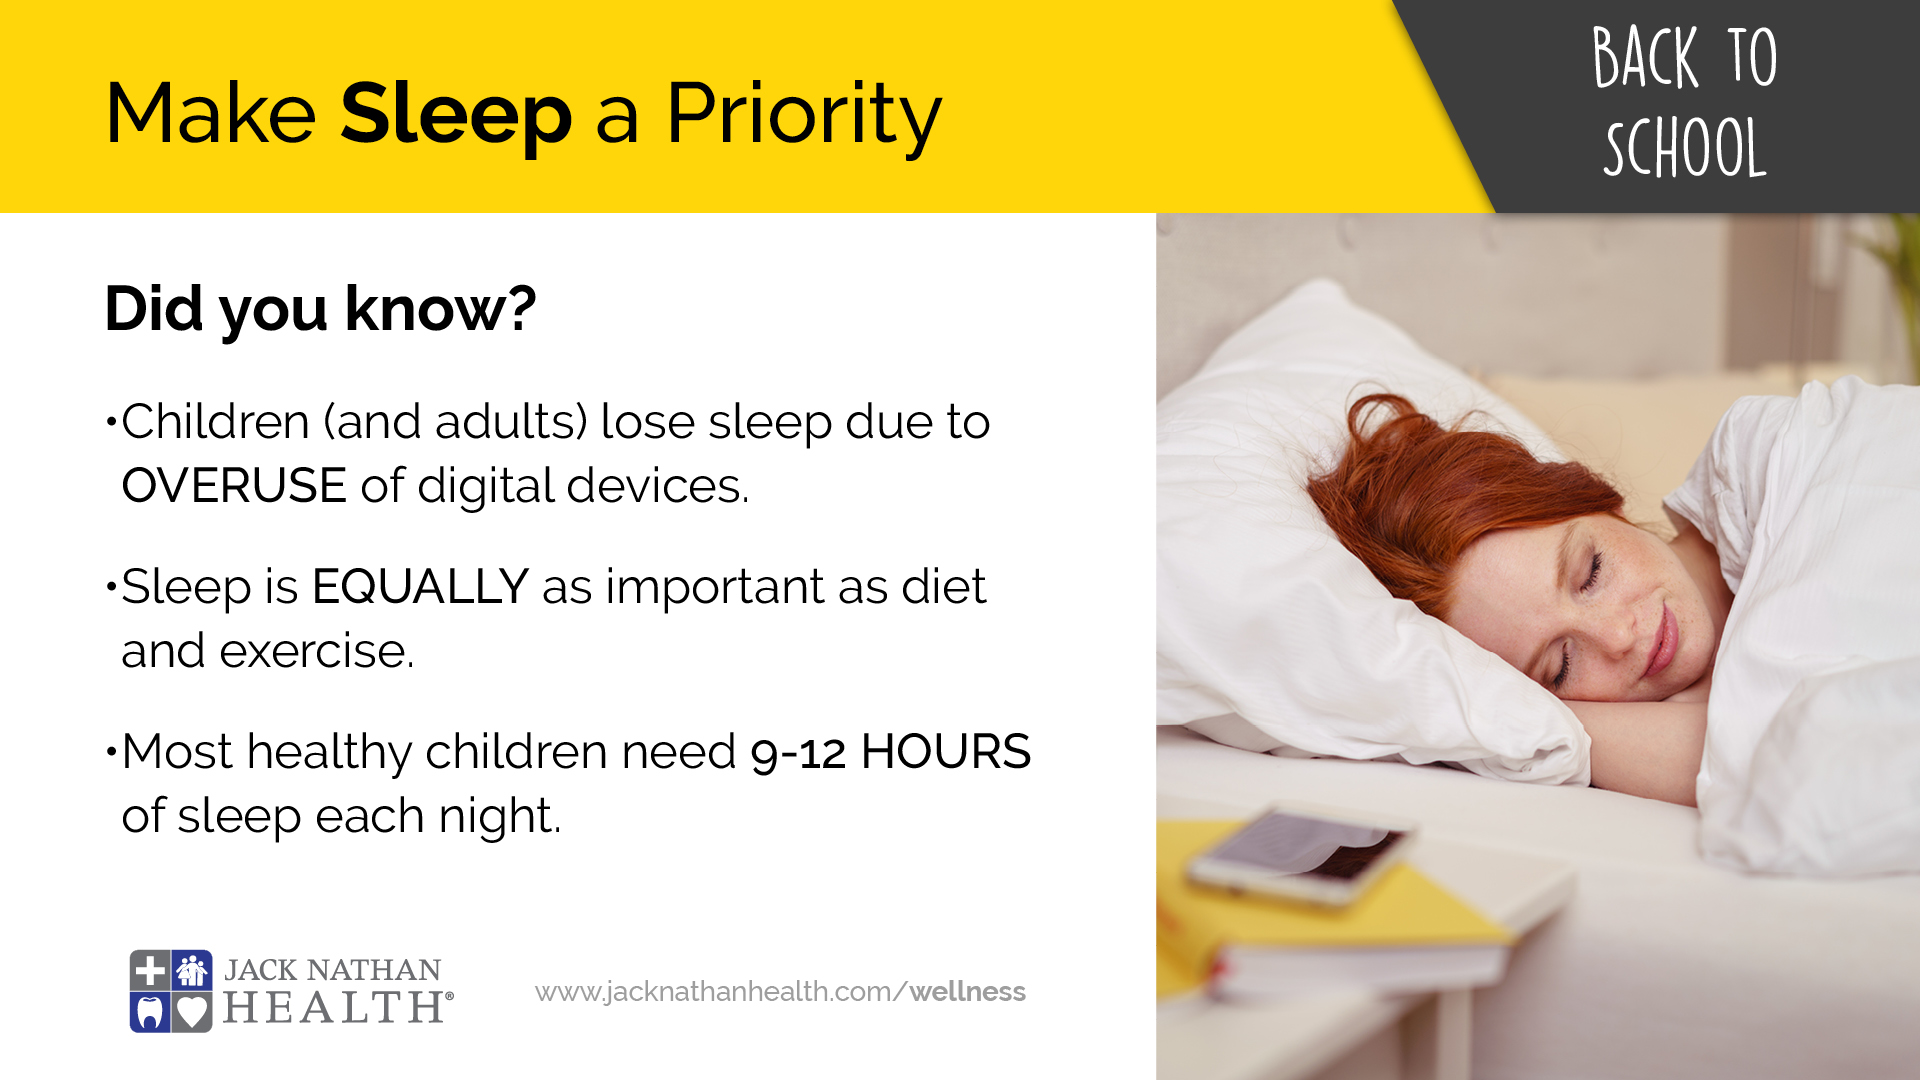 Make Sleep a Priority
BACK TO
SCHOOL
Did you know?
•Children (and adults) lose sleep due to
OVERUSE of digital devices.
•Sleep is EQUALLY as important as diet
and exercise.
•Most healthy children need 9-12 HOURS
of sleep each night.
JACK NATHAN
HEALTH®
www.jacknathanhealth.com/wellness